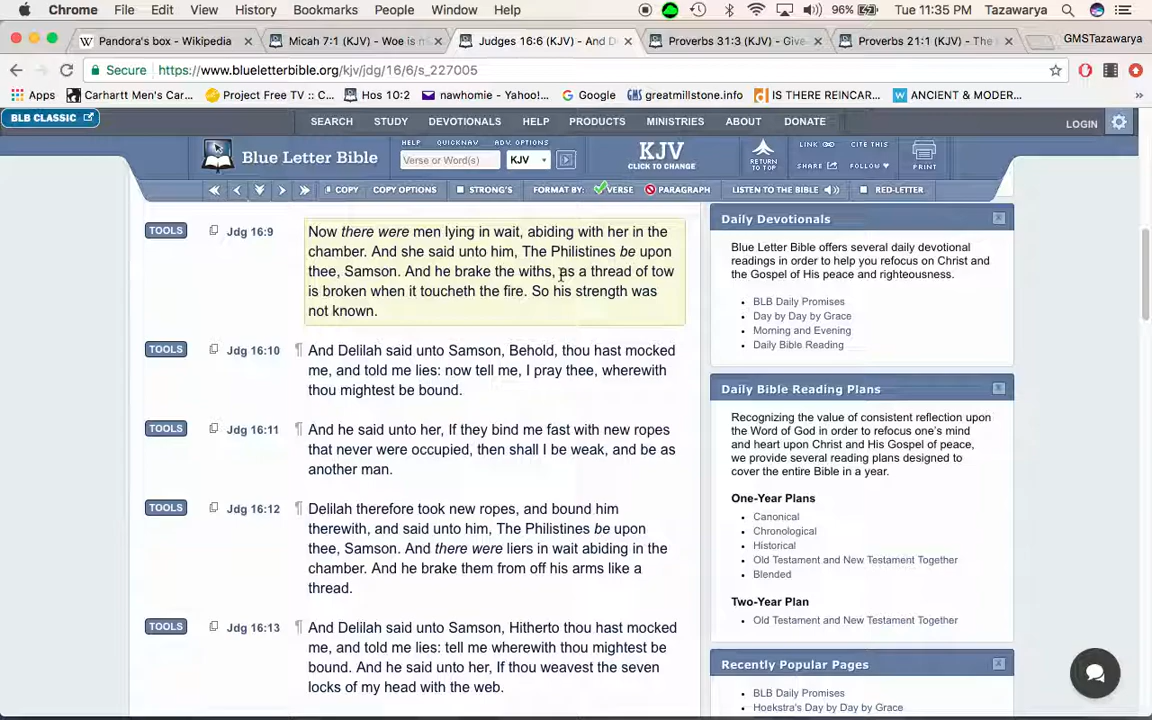 Chrome File Edit View History Bookmarks People Window Help 96% Tue 11:35 PM Tazawarya
Pandora's box - Wikipedia × Micah 7:1 (KJV) - Woe is m × Judges 16:6 (KJV) - And D × Proverbs 31:3 (KJV) - Give × Proverbs 21:1 (KJV) - The × GMSTazawarya
Secure https://www.blueletterbible.org/kjv/jdg/16/6/s_227005
Apps Carhartt Men's Car... Project Free TV :: C... Hos 10:2 nawhomie - Yahoo!... Google GMS greatmillstone.info IS THERE REINCAR... W ANCIENT & MODER... »
BLB CLASSIC SEARCH STUDY DEVOTIONALS HELP PRODUCTS MINISTRIES ABOUT DONATE LOGIN
HELP QUICKNAV ADV. OPTIONS
Blue Letter Bible Verse or Word(s) KJV
KJV
CLICK TO CHANGE
RETURN
TO TOP
LINK CITE THIS
SHARE FOLLOW
PRINT
COPY COPY OPTIONS STRONG'S FORMAT BY: VERSE PARAGRAPH LISTEN TO THE BIBLE RED-LETTER
TOOLS Jdg 16:9 Now there were men lying in wait, abiding with her in the
chamber. And she said unto him, The Philistines be upon
thee, Samson. And he brake the withs, as a thread of tow
is broken when it toucheth the fire. So his strength was
not known.
TOOLS Jdg 16:10 ¶ And Delilah said unto Samson, Behold, thou hast mocked
me, and told me lies: now tell me, I pray thee, wherewith
thou mightest be bound.
TOOLS Jdg 16:11 ¶ And he said unto her, If they bind me fast with new ropes
that never were occupied, then shall I be weak, and be as
another man.
TOOLS Jdg 16:12 ¶ Delilah therefore took new ropes, and bound him
therewith, and said unto him, The Philistines be upon
thee, Samson. And there were liers in wait abiding in the
chamber. And he brake them from off his arms like a
thread.
TOOLS Jdg 16:13 ¶ And Delilah said unto Samson, Hitherto thou hast mocked
me, and told me lies: tell me wherewith thou mightest be
bound. And he said unto her, If thou weavest the seven
locks of my head with the web.
Daily Devotionals
Blue Letter Bible offers several daily devotional
readings in order to help you refocus on Christ and
the Gospel of His peace and righteousness.
BLB Daily Promises
Day by Day by Grace
Morning and Evening
Daily Bible Reading
Daily Bible Reading Plans
Recognizing the value of consistent reflection upon
the Word of God in order to refocus one's mind
and heart upon Christ and His Gospel of peace,
we provide several reading plans designed to
cover the entire Bible in a year.
One-Year Plans
Canonical
Chronological
Historical
Old Testament and New Testament Together
Blended
Two-Year Plan
Old Testament and New Testament Together
Recently Popular Pages
BLB Daily Promises
Hoekstra's Day by Day by Grace